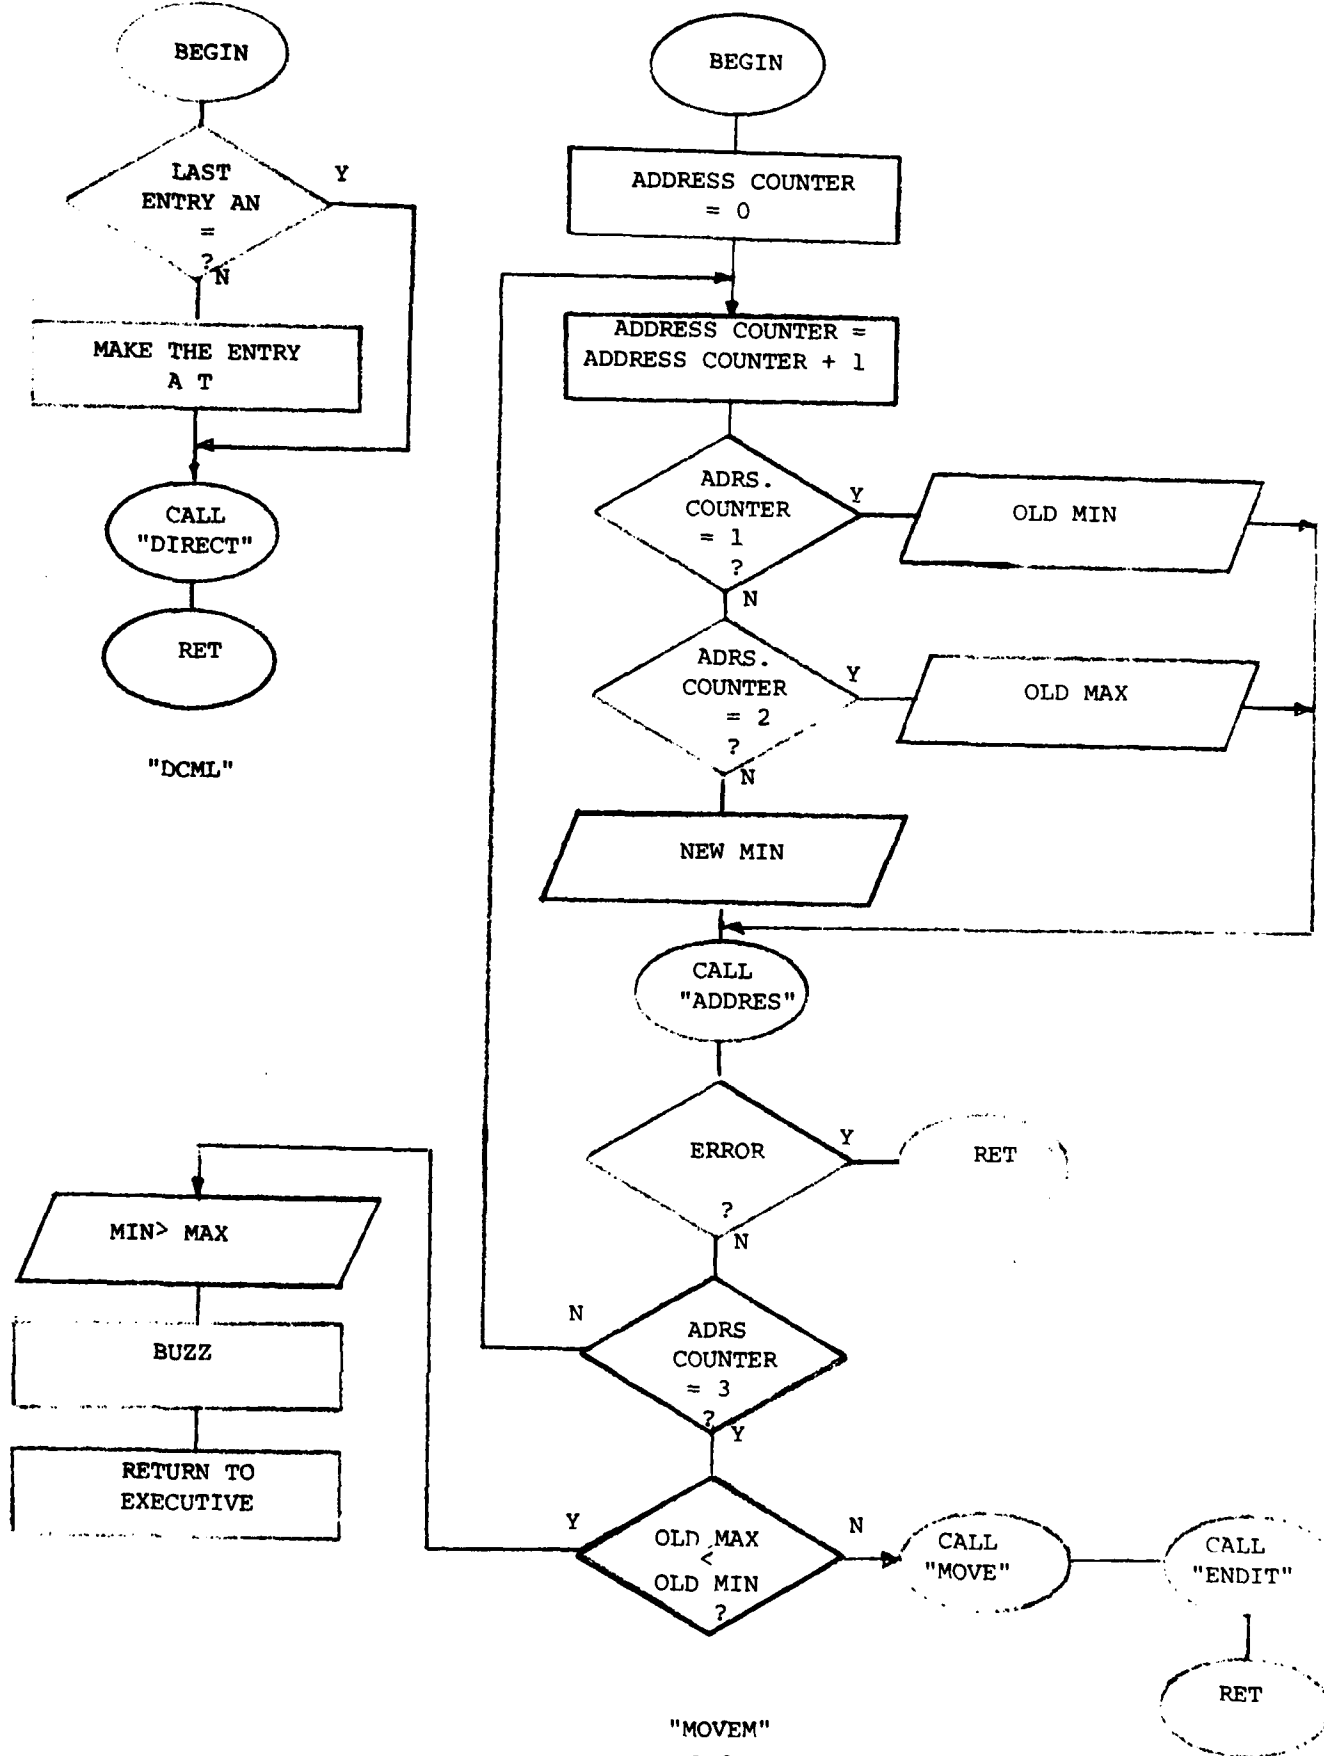 BEGIN
LAST
Y
ENTRY AN
=
?
N
MAKE THE ENTRY
A T
CALL
"DIRECT"
RET
"DCML"
BEGIN
ADDRESS COUNTER
= 0
ADDRESS COUNTER =
ADDRESS COUNTER + 1
ADRS.
COUNTER
= 1
?
Y
N
OLD MIN
ADRS.
COUNTER
= 2
?
Y
N
OLD MAX
NEW MIN
CALL
"ADDRES"
ERROR
?
Y
N
RET
ADRS
COUNTER
= 3
?
N
Y
OLD MAX
<
OLD MIN
?
Y
N
MIN> MAX
BUZZ
RETURN TO
EXECUTIVE
CALL
"MOVE"
CALL
"ENDIT"
RET
"MOVEM"